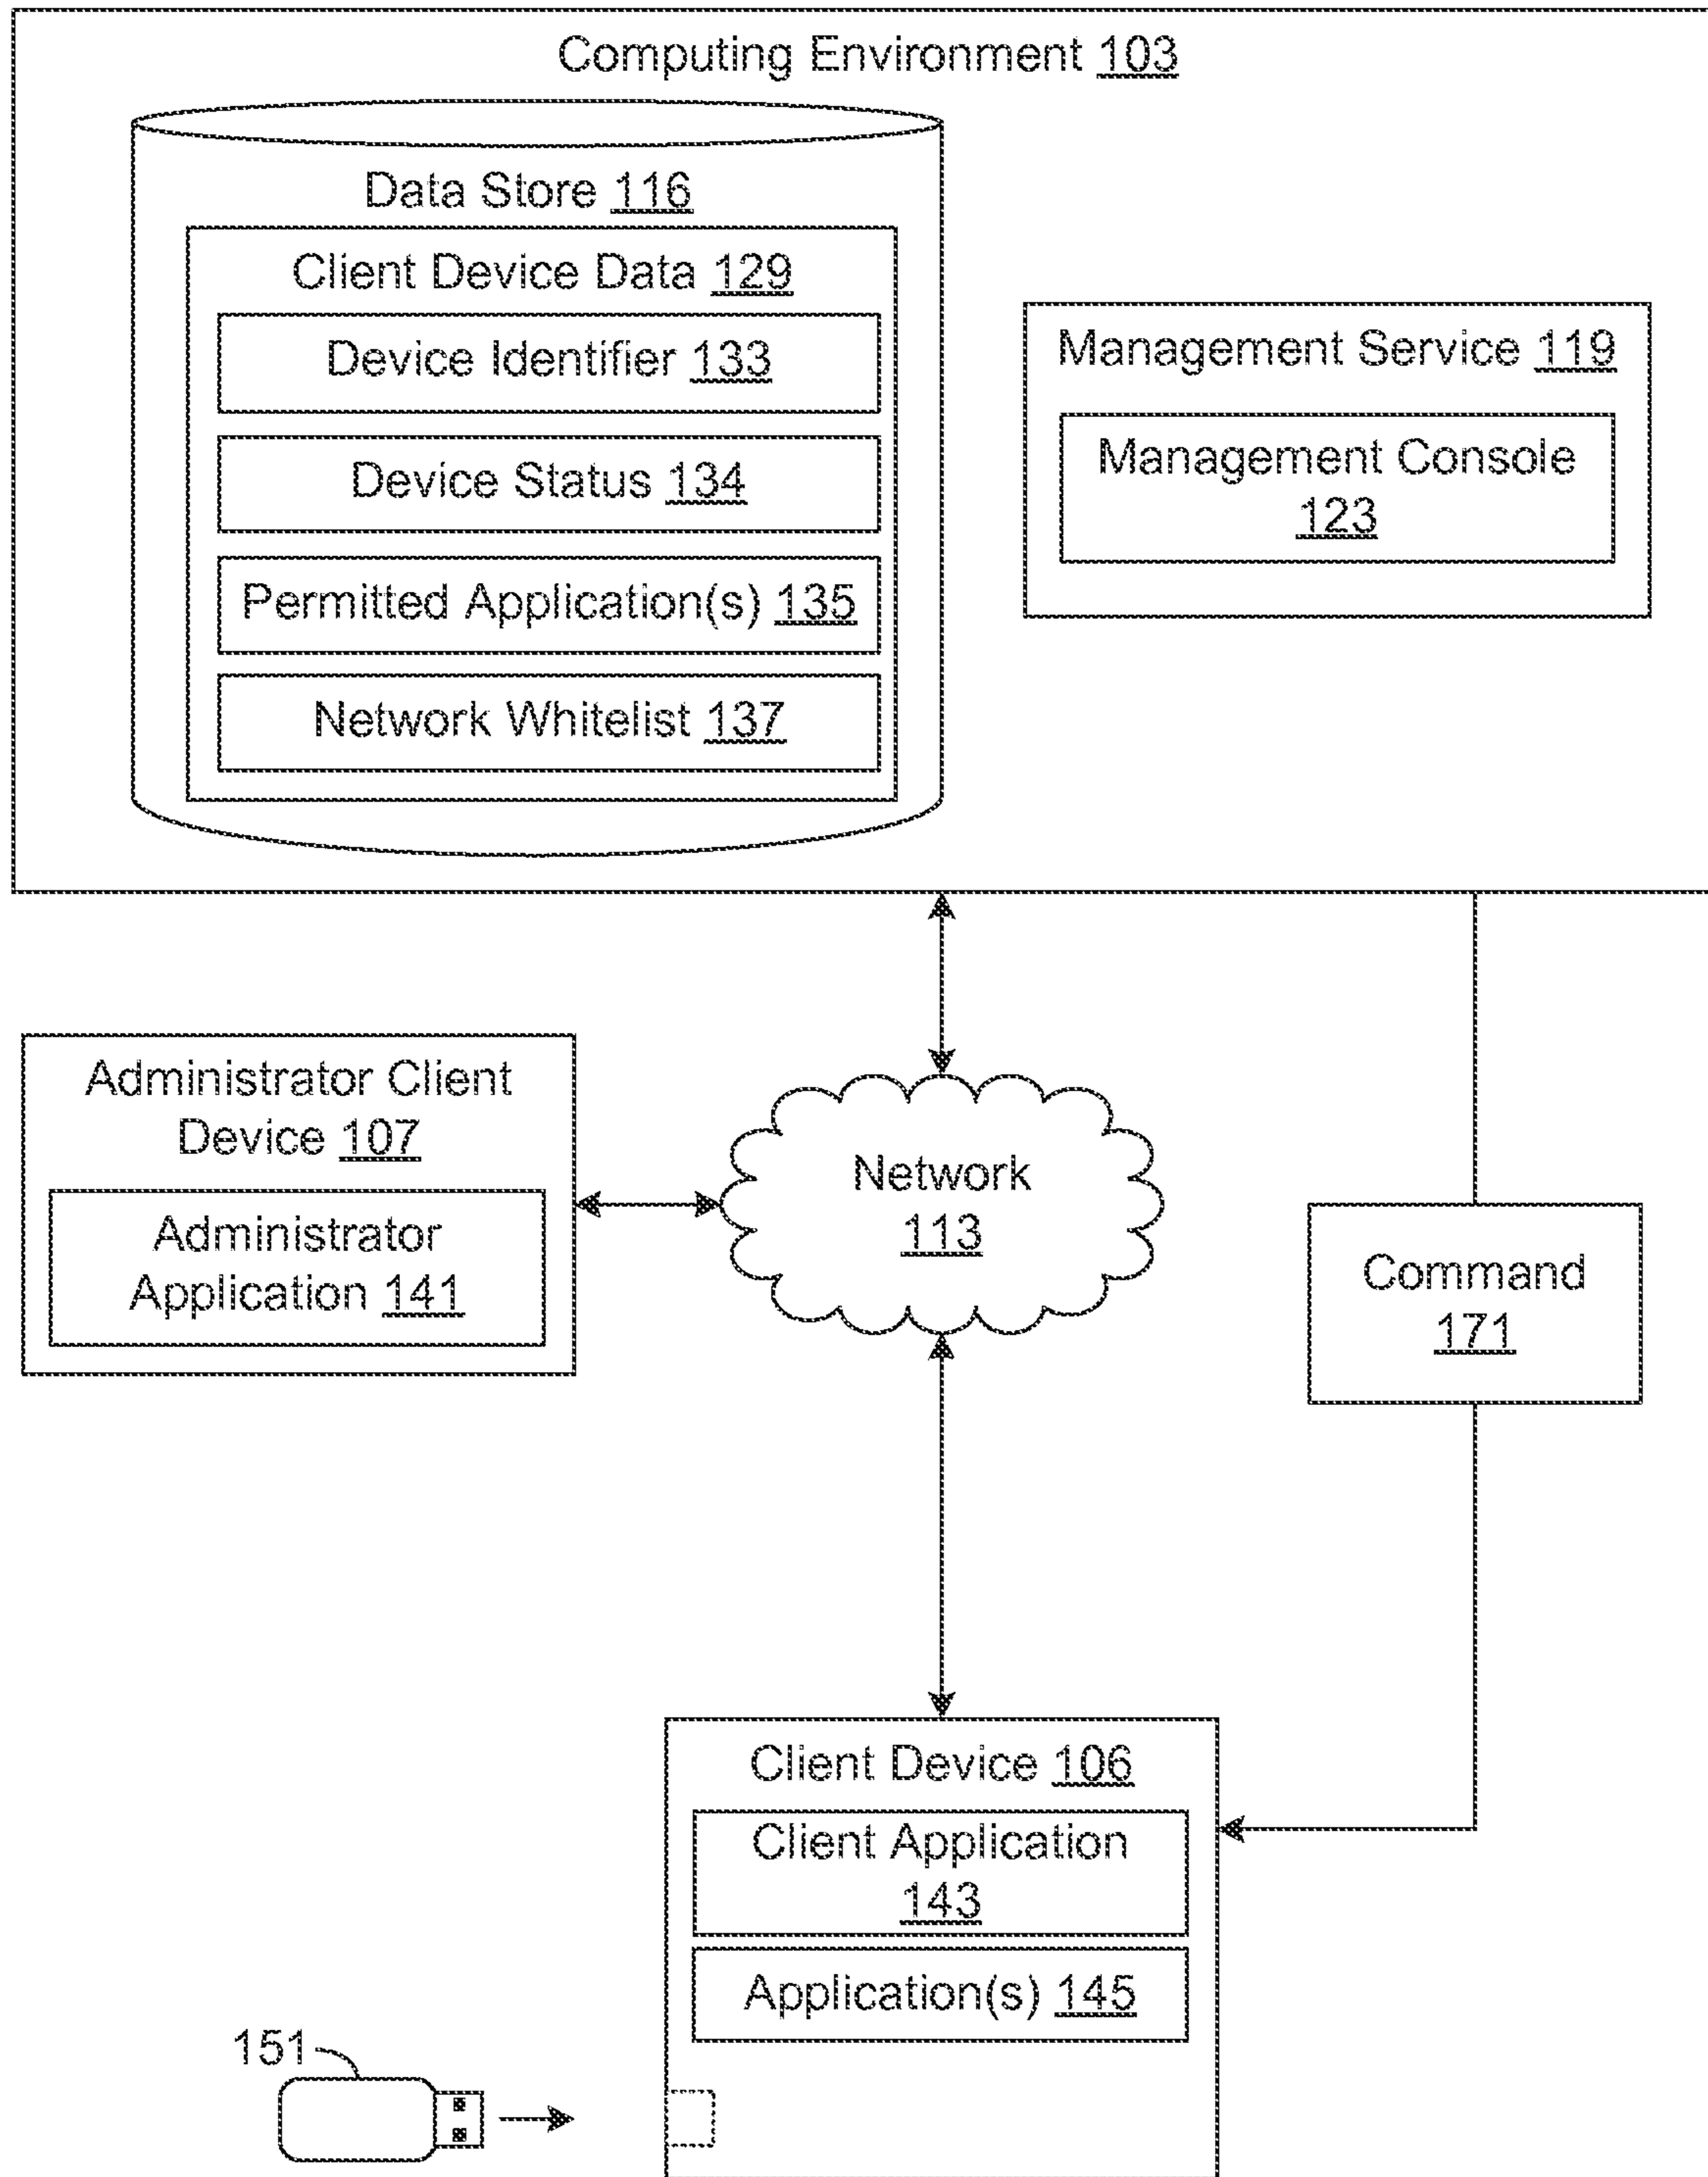 Computing Environment 103
Data Store 116
Client Device Data 129
Device Identifier 133
Device Status 134
Permitted Application(s) 135
Network Whitelist 137
Management Service 119
Management Console
123
Administrator Client
Device 107
Administrator
Application 141
Network
113
Command
171
Client Device 106
Client Application
143
Application(s) 145
151